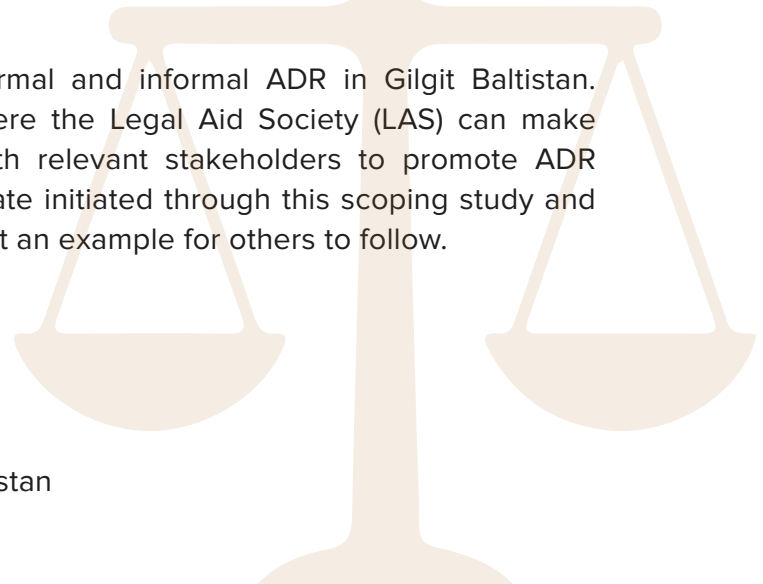 rmal and informal ADR in Gilgit Baltistan.
ere the Legal Aid Society (LAS) can make
th relevant stakeholders to promote ADR
ate initiated through this scoping study and
t an example for others to follow.
stan